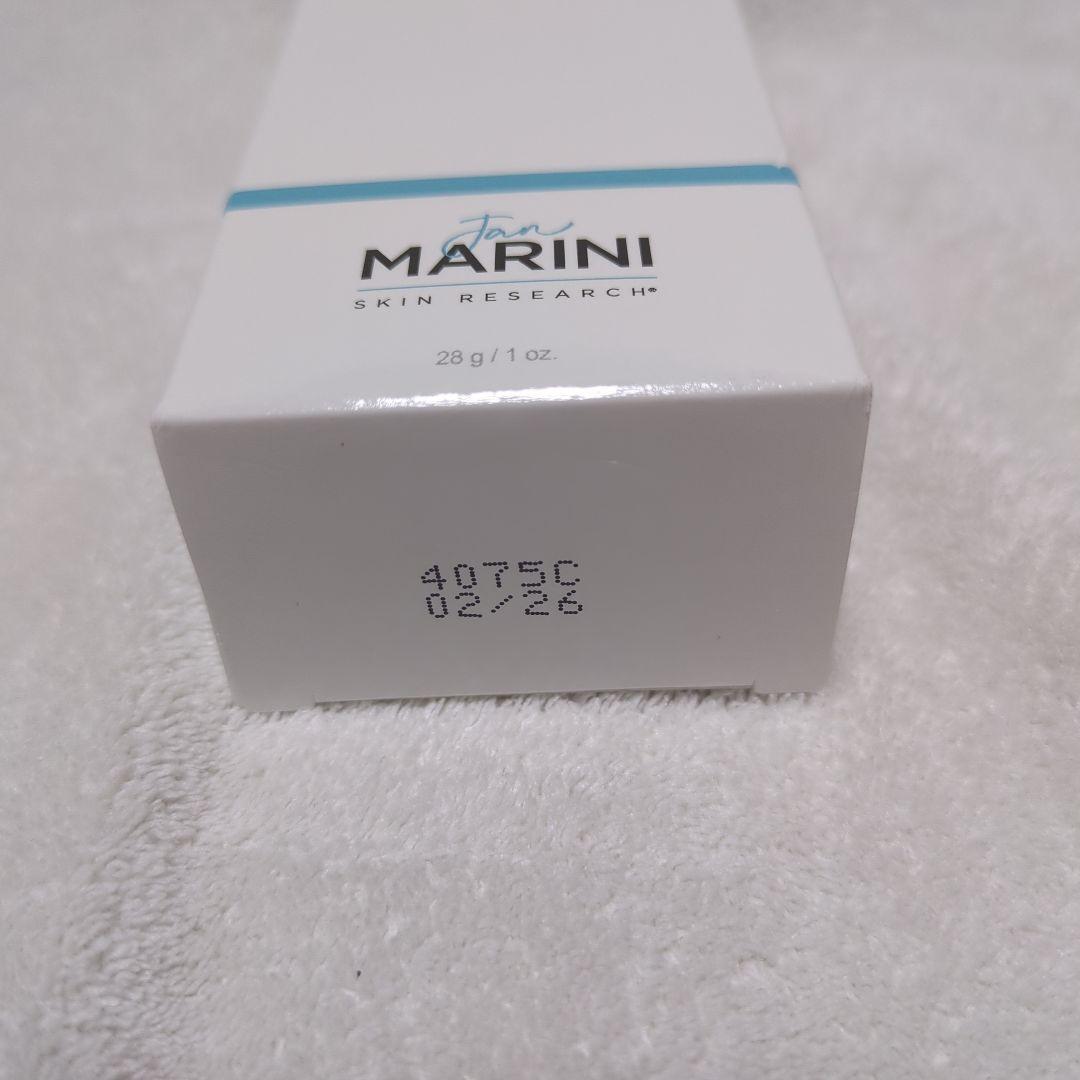 Jan
MARINI
SKIN RESEARCH®
28 g / 1 oz.
4075C
02/26